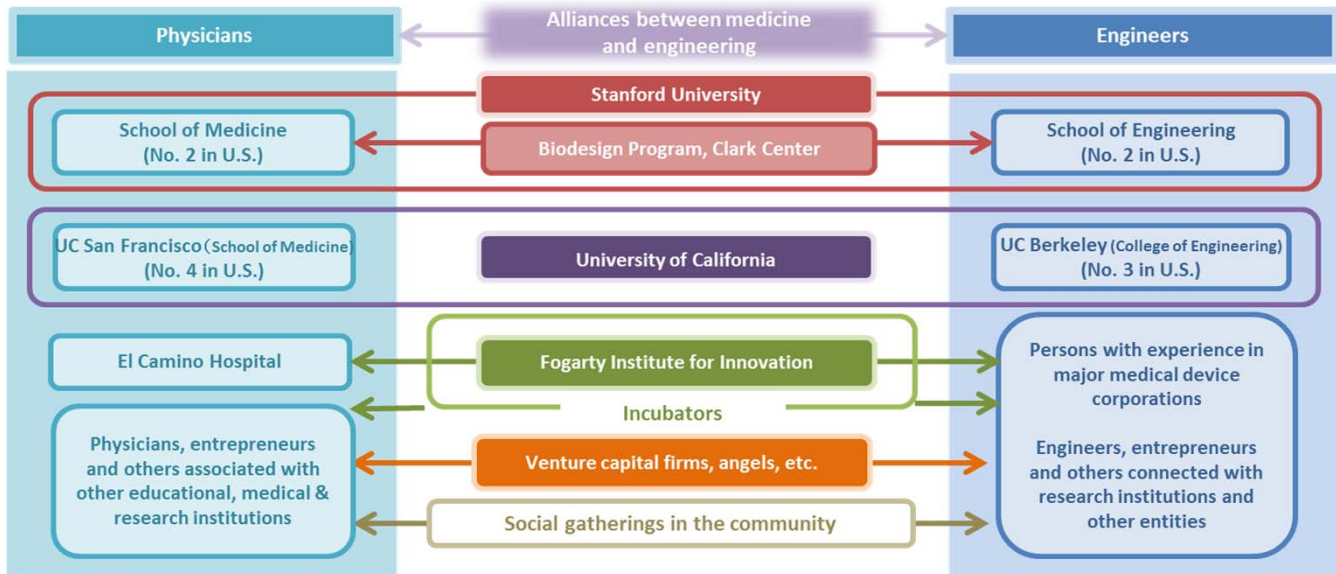 Physicians
Alliances between medicine
and engineering
Engineers
Stanford University
School of Medicine
(No. 2 in U.S.)
Biodesign Program, Clark Center
School of Engineering
(No. 2 in U.S.)
UC San Francisco (School of Medicine)
(No. 4 in U.S.)
University of California
UC Berkeley (College of Engineering)
(No. 3 in U.S.)
El Camino Hospital
Fogarty Institute for Innovation
Incubators
Persons with experience in
major medical device
corporations
Physicians, entrepreneurs
and others associated with
other educational, medical &
research institutions
Venture capital firms, angels, etc.
Engineers, entrepreneurs
and others connected with
research institutions and
other entities
Social gatherings in the community